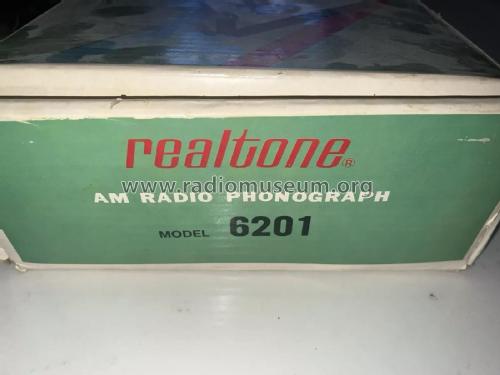 realtone®
www.radiomuseum.org
AM RADIO PHONOGRAPH
MODEL 6201